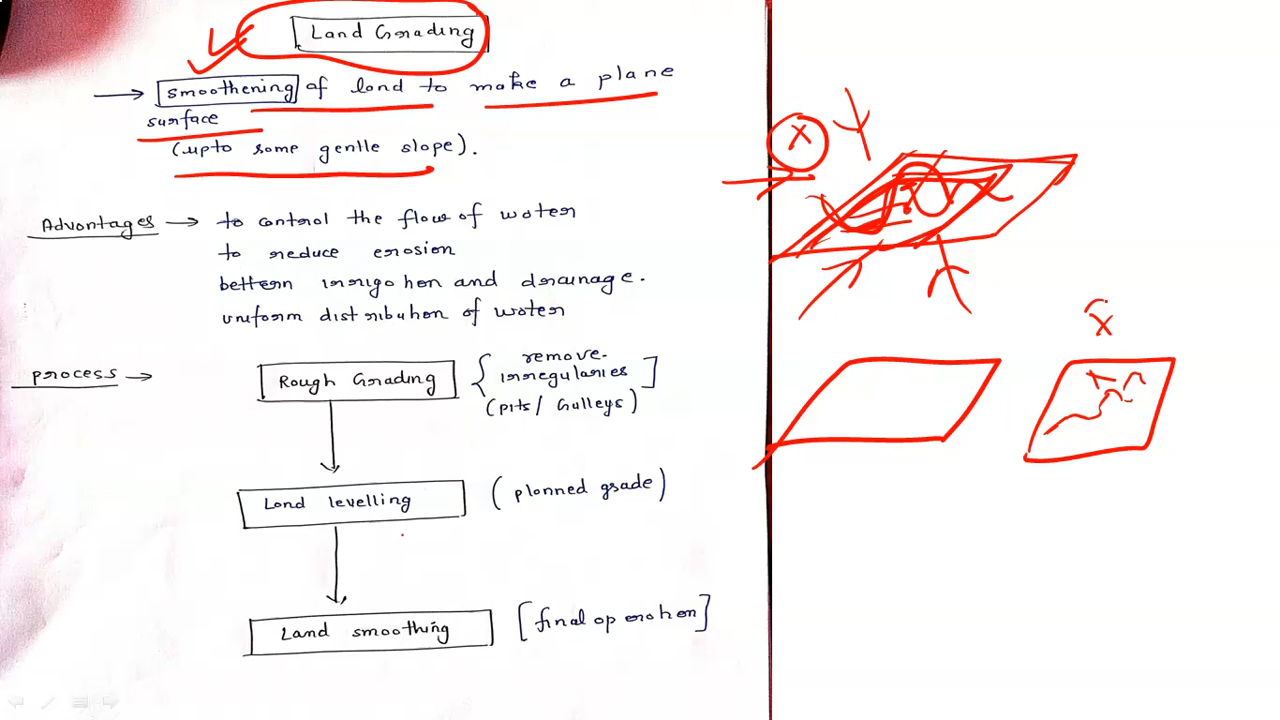 Land Grading
→ smoothening of land to make a plane
surface
(upto some gentle slope).
Advantages → to control the flow of water
to reduce erosion
better irrigation and drainage.
uniform distribution of water
process → Rough Grading { remove irregularies ]
(pits/ Gulleys)
Land levelling (planned grade)
Land smoothing [final operation]
X
X